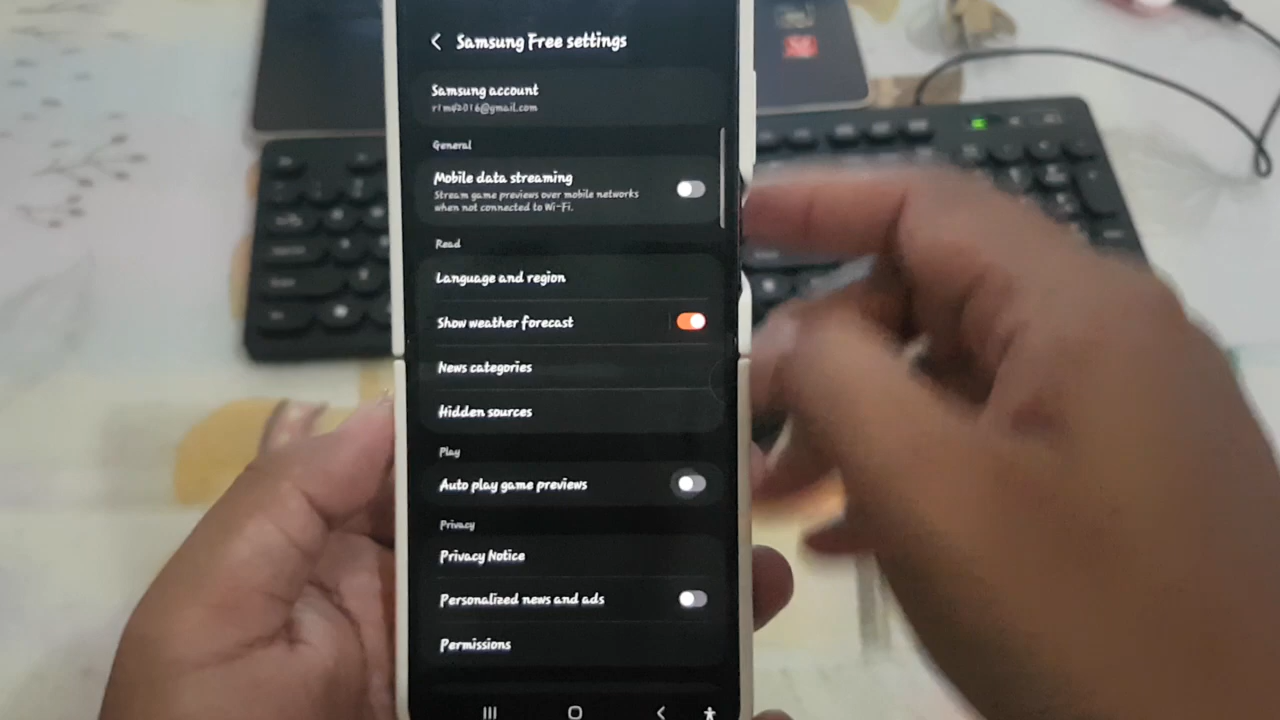 Samsung Free settings
Samsung account
General
Mobile data streaming
Stream game previews over mobile networks
when not connected to Wi-Fi.
Read
Language and region
Show weather forecast
News categories
Hidden sources
Play
Auto play game previews
Privacy
Privacy Notice
Personalized news and ads
Permissions